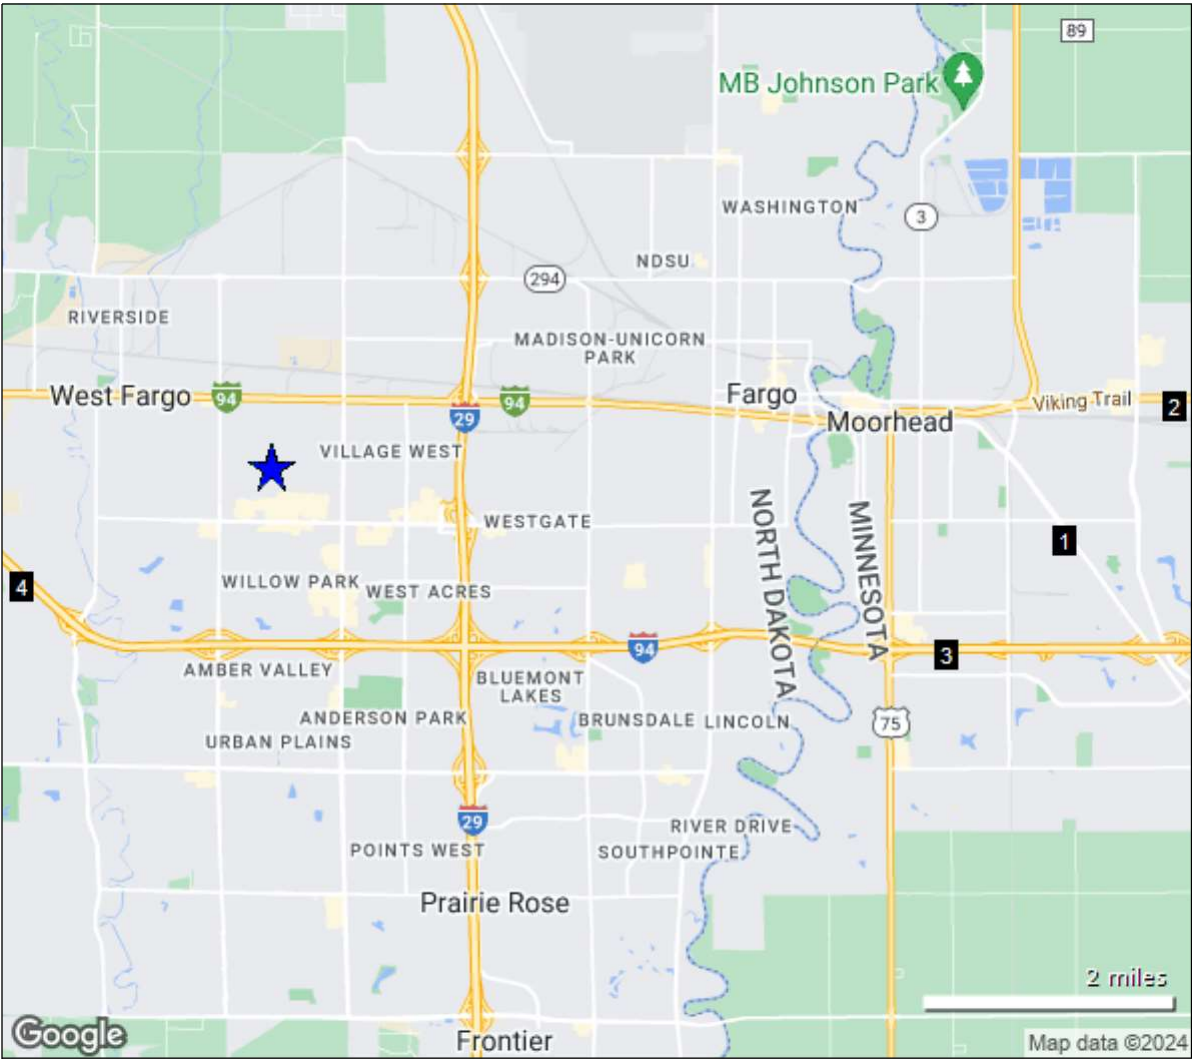 89
MB Johnson Park
WASHINGTON
3
NDSU
294
RIVERSIDE
MADISON-UNICORN
PARK
West Fargo
94
94
Fargo
Viking Trail
2
29
Moorhead
VILLAGE WEST
WESTGATE
NORTH DAKOTA
MINNESOTA
1
4
WILLOW PARK
WEST ACRES
94
3
AMBER VALLEY
BLUEMONT
LAKES
ANDERSON PARK
BRUNSDALE
LINCOLN
75
URBAN PLAINS
29
RIVER DRIVE
POINTS WEST
SOUTHPOINTE
Prairie Rose
2 miles
Google
Frontier
Map data ©2024